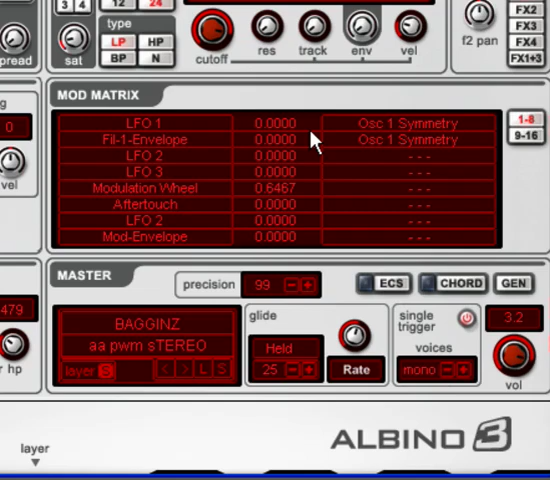 3 4
12 24
FX2
FX3
FX4
FX1+3
type
LP HP
BP N
pread
sat
cutoff
res
track
env
vel
f2 pan
g
MOD MATRIX
0
vel
LFO 1 0.0000 Osc 1 Symmetry
Fil-1-Envelope 0.0000 Osc 1 Symmetry
LFO 2 0.0000 - - -
LFO 3 0.0000 - - -
Modulation Wheel 0.6467 - - -
Aftertouch 0.0000 - - -
LFO 2 0.0000 - - -
Mod-Envelope 0.0000 - - -
1-8
9-16
MASTER
precision 99 - +
ECS CHORD GEN
479
r hp
BAGGINZ
aa pwm sTEREO
layer S < > L S
glide
Held
25 - +
Rate
single
trigger
voices
mono - +
3.2
vol
ALBINO 3
layer